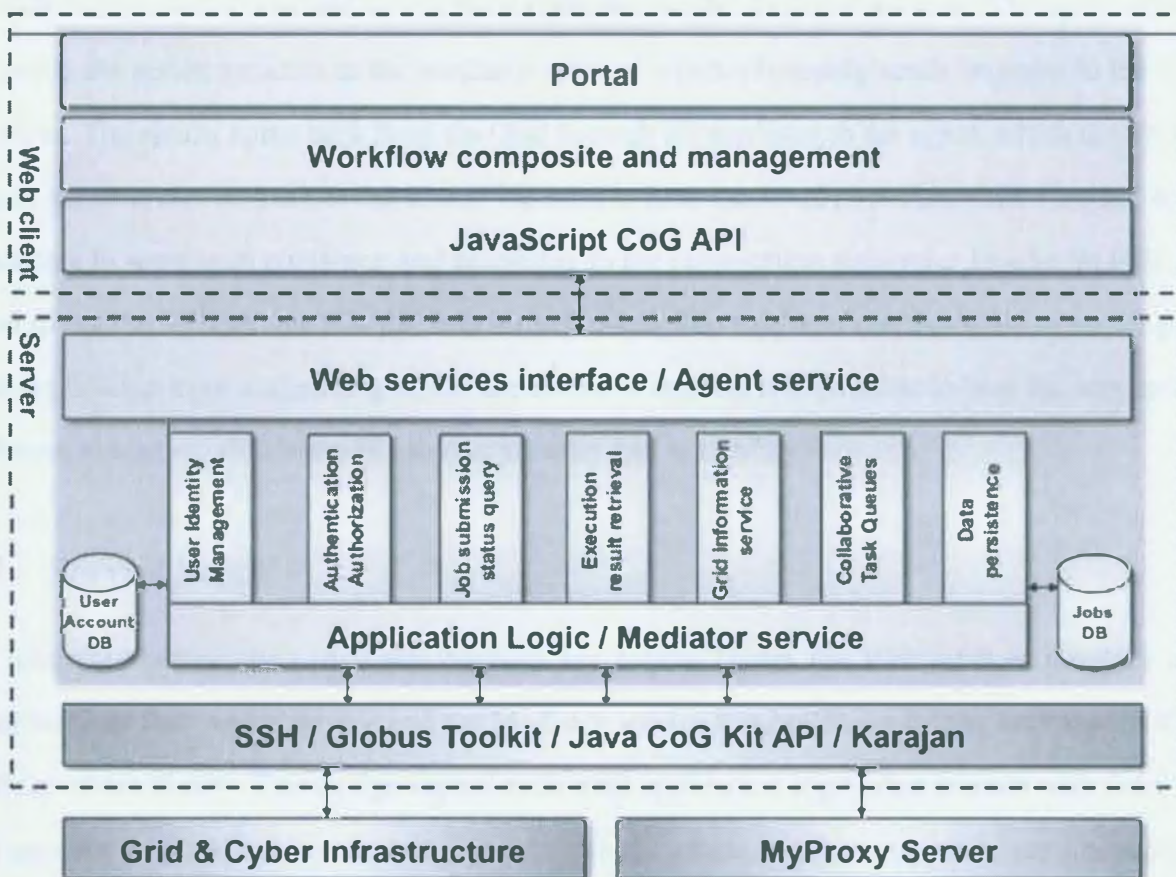 Portal
Workflow composite and management
JavaScript CoG API
Web client
Server
Web services interface / Agent service
User identity
Management
Authentication
Authorization
Job submission
status query
Execution
result retrieval
Grid information
service
Collaborative
Task Queues
Data
persistence
User
Account
DB
Jobs
DB
Application Logic / Mediator service
SSH / Globus Toolkit / Java CoG Kit API / Karajan
Grid & Cyber Infrastructure
MyProxy Server